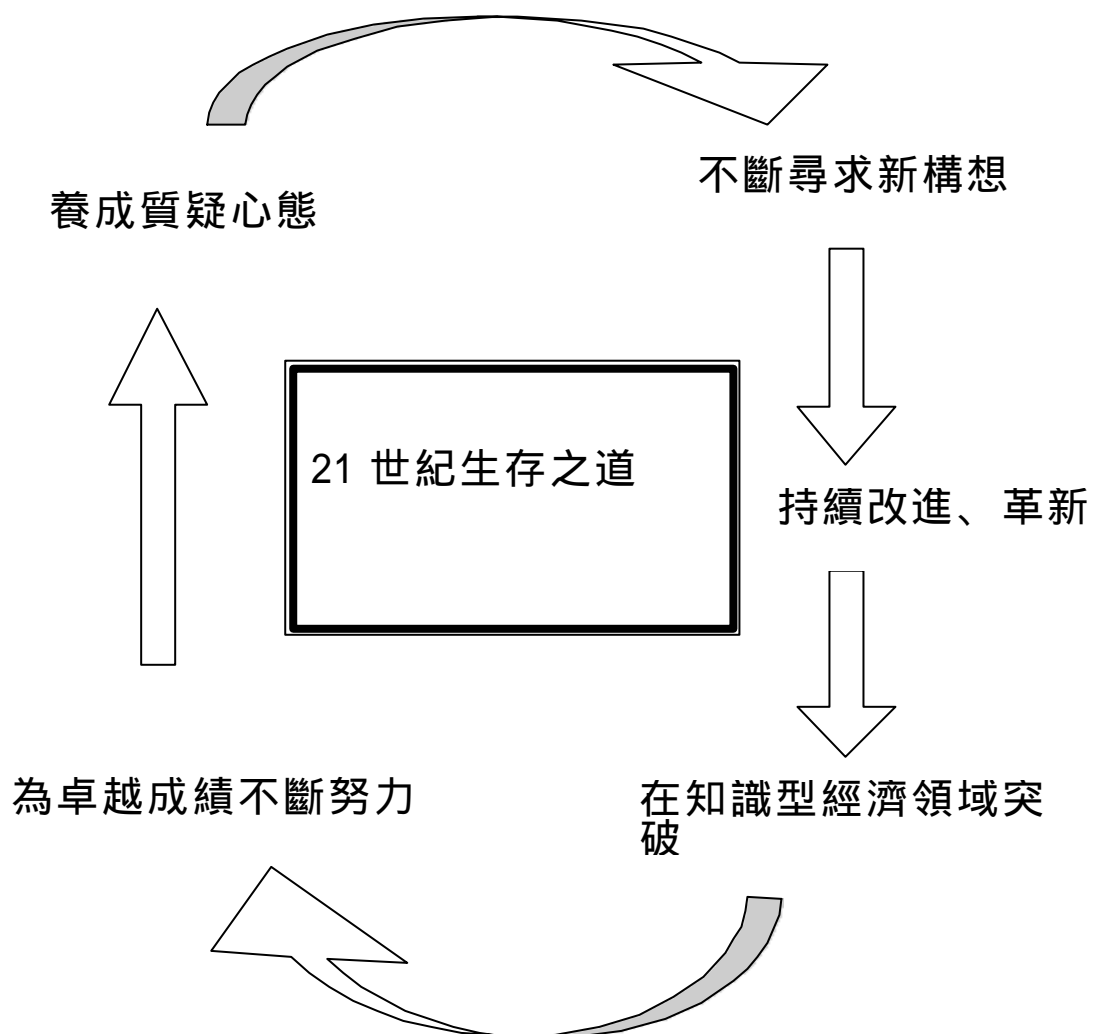 不斷尋求新構想
養成質疑心態
21 世紀生存之道
持續改進、革新
為卓越成績不斷努力
在知識型經濟領域突
破